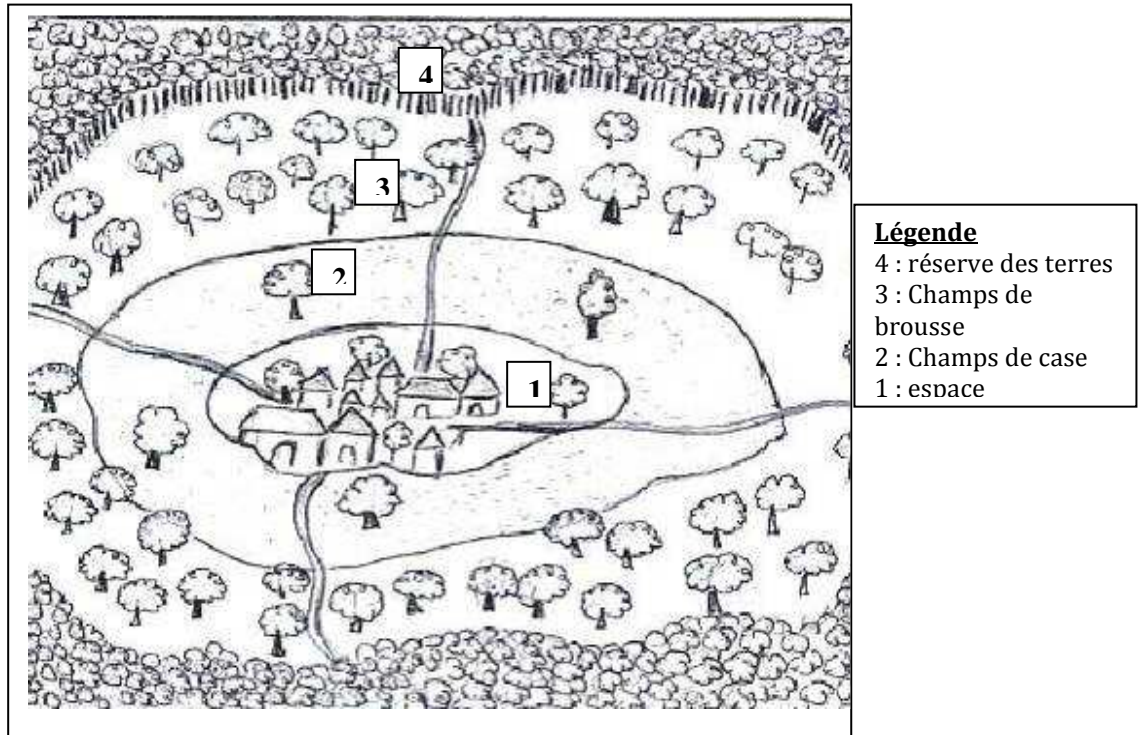 4
3
2
1
Légende
4 : réserve des terres
3 : Champs de
brousse
2 : Champs de case
1 : espace